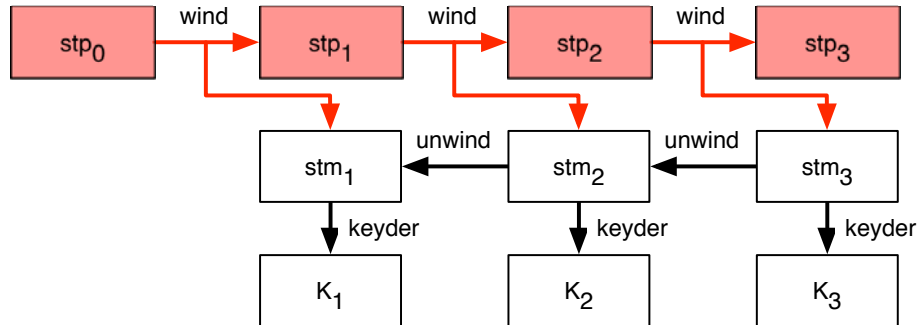 wind wind wind
stp0 stp1 stp2 stp3
unwind unwind
stm1 stm2 stm3
keyder keyder keyder
K1 K2 K3